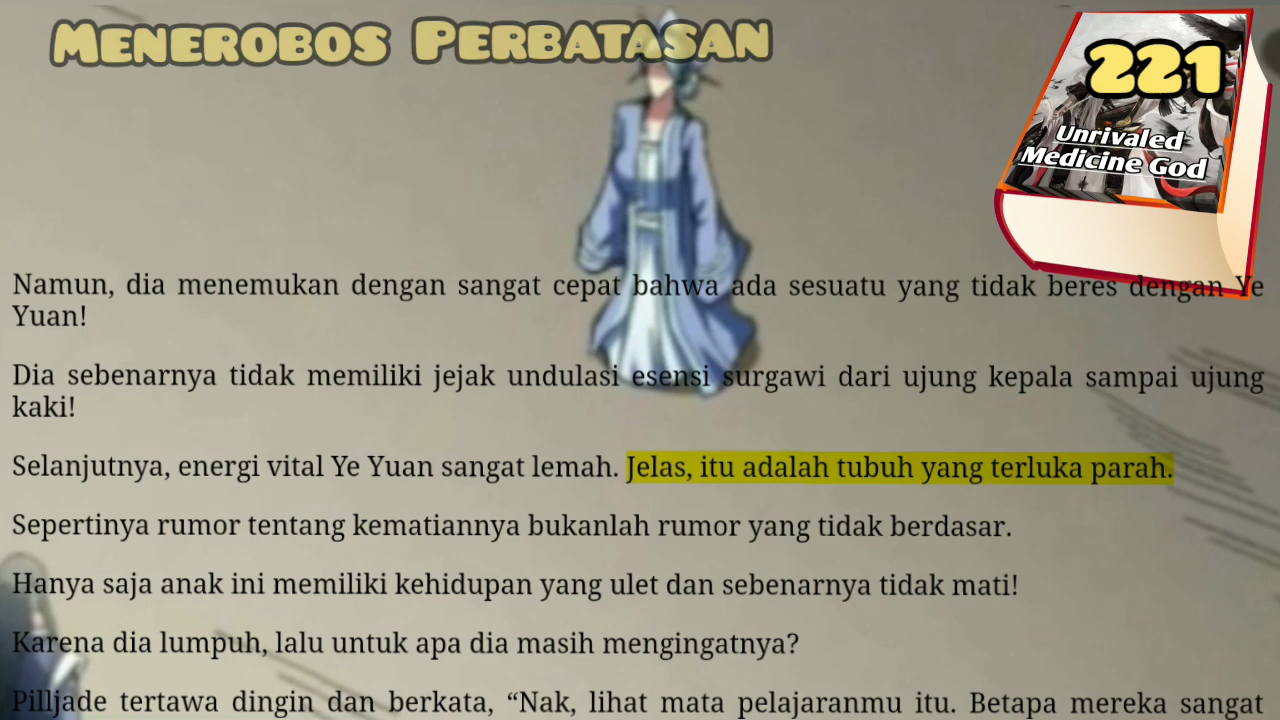 Menerobos Perbatasan
221
Unrivaled
Medicine God
Namun, dia menemukan dengan sangat cepat bahwa ada sesuatu yang tidak beres dengan Ye
Yuan!
Dia sebenarnya tidak memiliki jejak undulasi esensi surgawi dari ujung kepala sampai ujung
kaki!
Selanjutnya, energi vital Ye Yuan sangat lemah. Jelas, itu adalah tubuh yang terluka parah.
Sepertinya rumor tentang kematiannya bukanlah rumor yang tidak berdasar.
Hanya saja anak ini memiliki kehidupan yang ulet dan sebenarnya tidak mati!
Karena dia lumpuh, lalu untuk apa dia masih mengingatnya?
Pilljade tertawa dingin dan berkata, “Nak, lihat mata pelajaranmu itu. Betapa mereka sangat